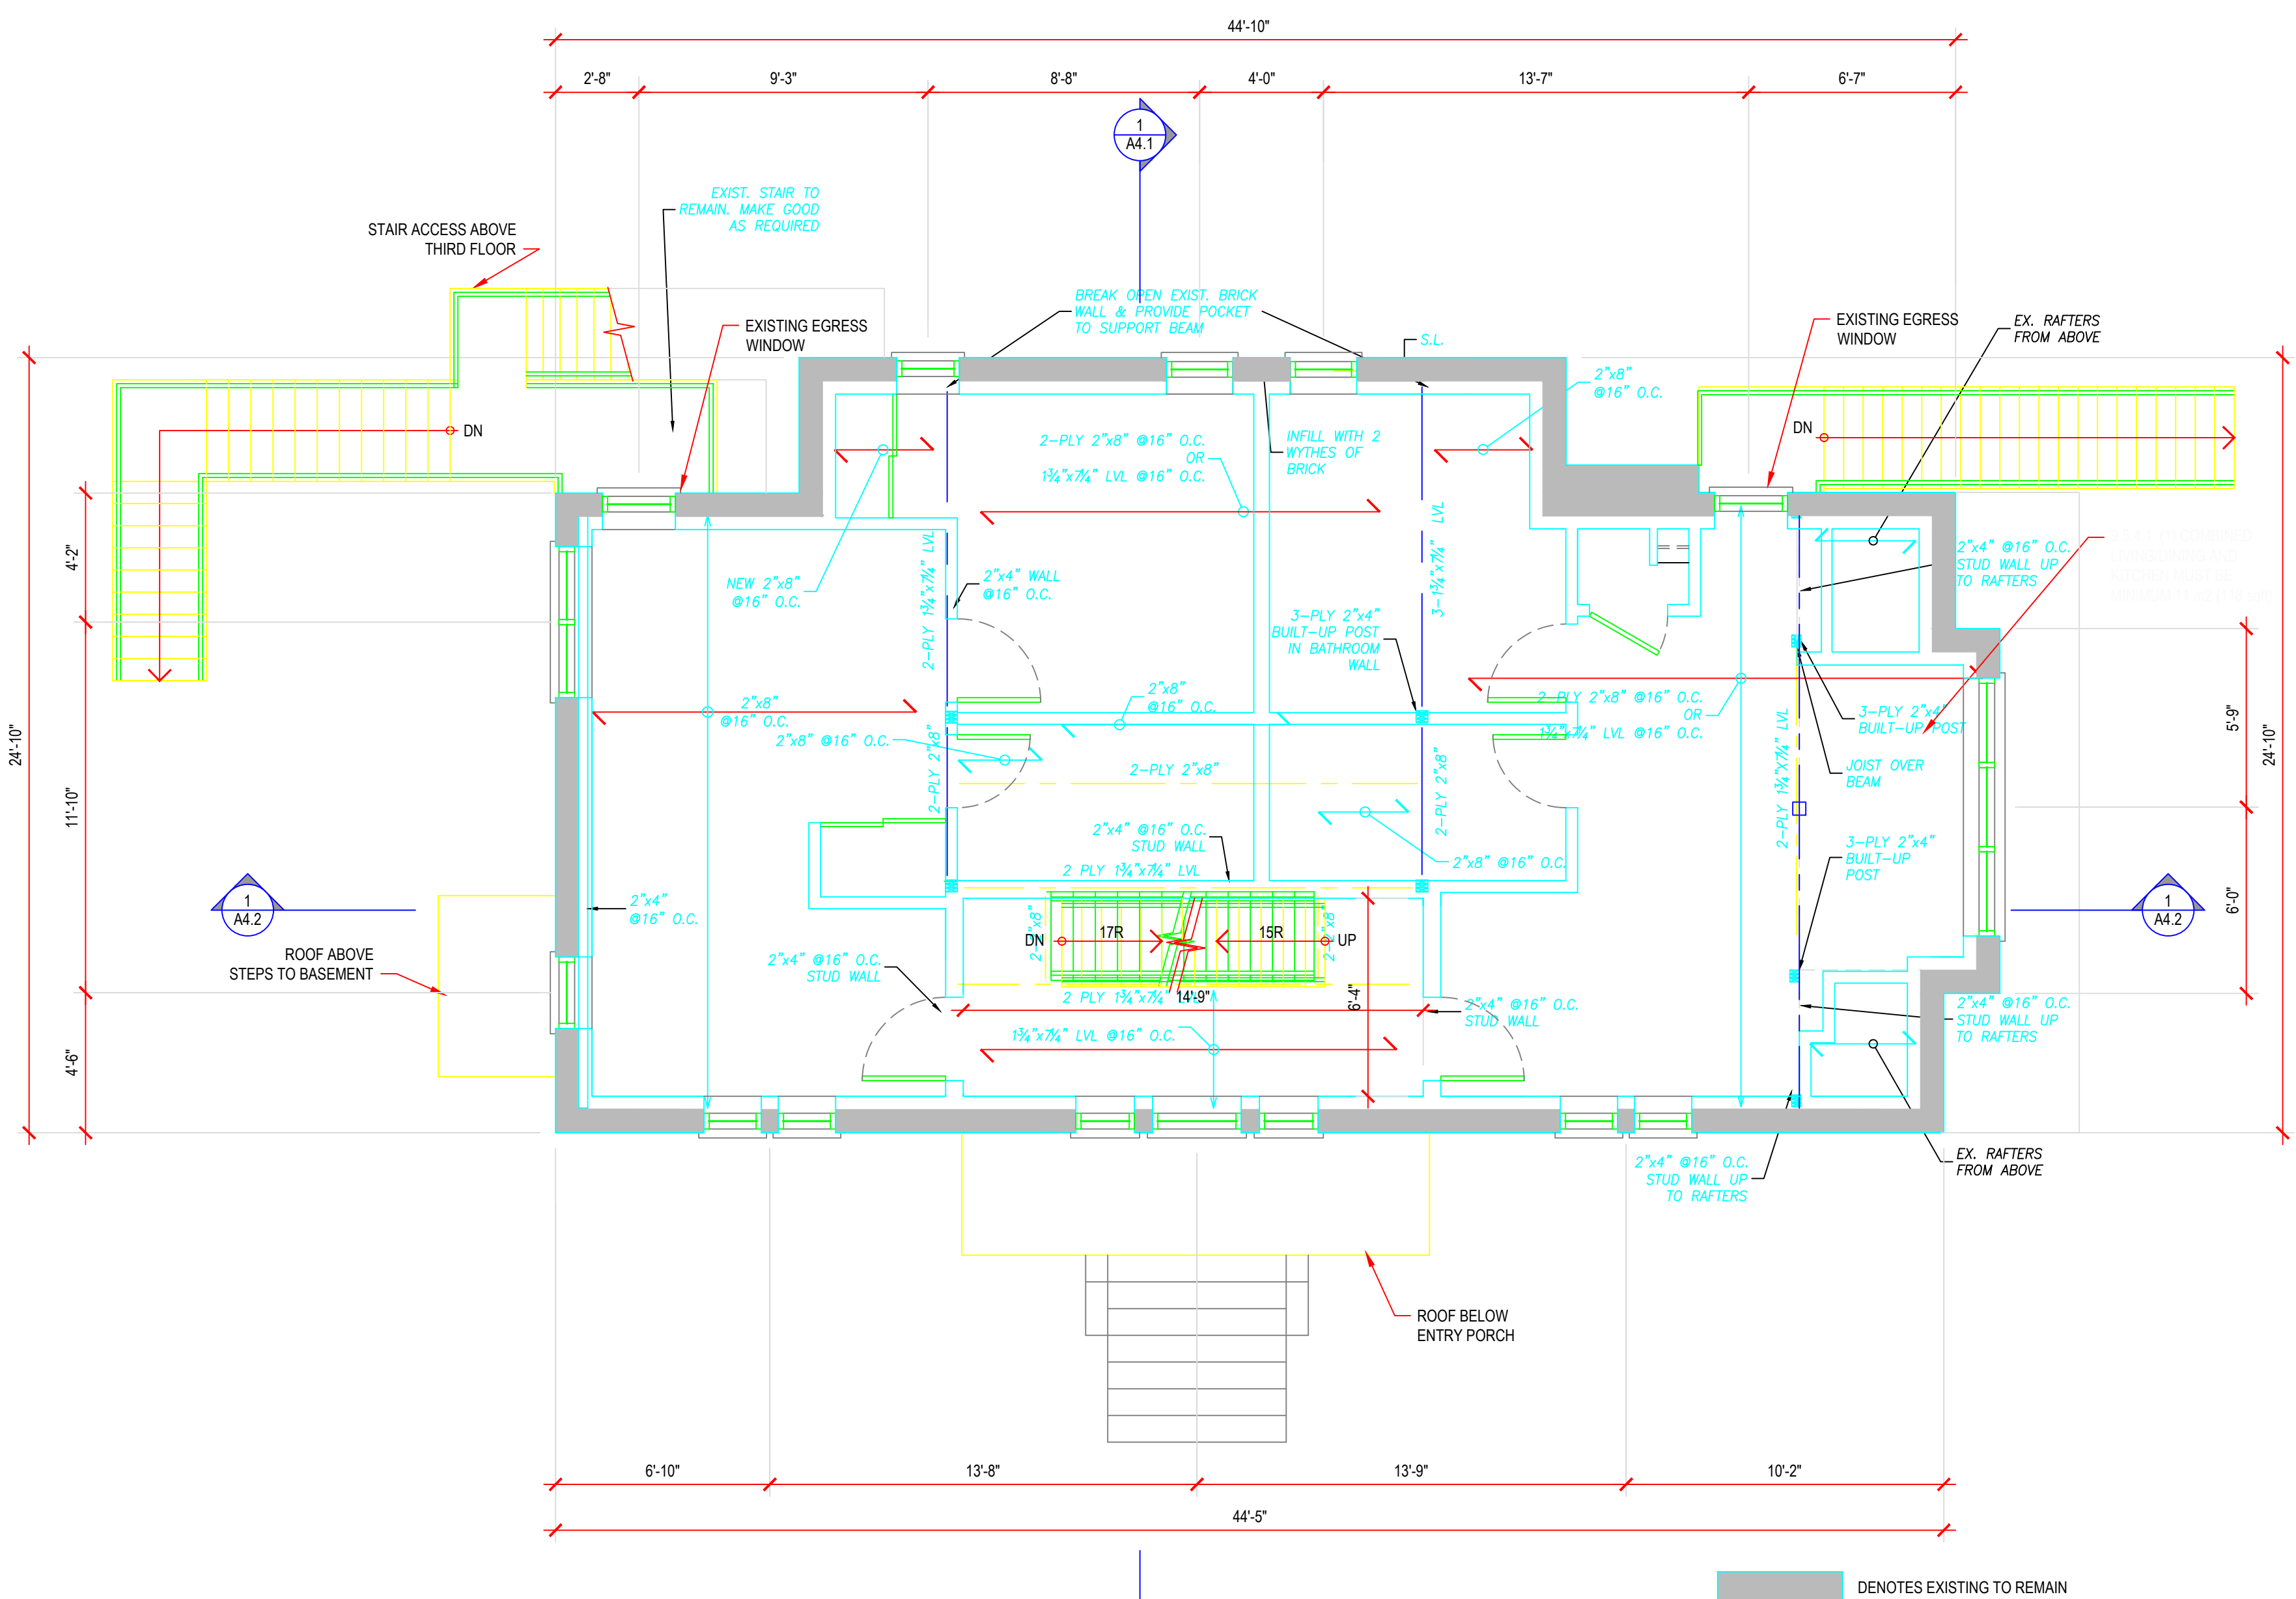 44'-10"
2'-8"
9'-3"
8'-8"
4'-0"
13'-7"
6'-7"
1
A4.1
EXIST. STAIR TO
REMAIN. MAKE GOOD
AS REQUIRED
STAIR ACCESS ABOVE
THIRD FLOOR
BREAK OPEN EXIST. BRICK
WALL & PROVIDE POCKET
TO SUPPORT BEAM
EXISTING EGRESS
WINDOW
S.L.
EXISTING EGRESS
WINDOW
EX. RAFTERS
FROM ABOVE
2"x8"
@16" O.C.
DN
DN
2-PLY 2"x8" @16" O.C.
OR
1¾"x7¼" LVL @16" O.C.
INFILL WITH 2
WYTHES OF
BRICK
4'-2"
NEW 2"x8"
@16" O.C.
2-PLY 1¾"x7¼" LVL
2"x4" WALL
@16" O.C.
3-1¾"x7¼" LVL
3-PLY 2"x4"
BUILT-UP POST
IN BATHROOM
WALL
2"x4" @16" O.C.
STUD WALL UP
TO RAFTERS
2"x8"
@16" O.C.
2"x8"
@16" O.C.
2"x8" @16" O.C.
2-PLY 2"x8"
2-PLY 2"x8"
2-PLY 2"x8"
2-PLY 2"x8" @16" O.C.
OR
1¾"x7¼" LVL @16" O.C.
2-PLY 1¾"X7¼" LVL
3-PLY 2"x4"
BUILT-UP POST
JOIST OVER
BEAM
5'-9"
24'-10"
24'-10"
11'-10"
2"x4" @16" O.C.
STUD WALL
2"x8" @16" O.C.
3-PLY 2"x4"
BUILT-UP
POST
2 PLY 1¾"x7¼" LVL
6'-0"
1
A4.2
2"x4"
@16" O.C.
1
A4.2
2-2"x8"
DN
17R
15R
UP
2-2"x8"
ROOF ABOVE
STEPS TO BASEMENT
2"x4" @16" O.C.
STUD WALL
2 PLY 1¾"x7¼" LVL
14'-9"
6'-4"
2"x4" @16" O.C.
STUD WALL
2"x4" @16" O.C.
STUD WALL UP
TO RAFTERS
1¾"x7¼" LVL @16" O.C.
4'-6"
2"x4" @16" O.C.
STUD WALL UP
TO RAFTERS
EX. RAFTERS
FROM ABOVE
ROOF BELOW
ENTRY PORCH
6'-10"
13'-8"
13'-9"
10'-2"
44'-5"
DENOTES EXISTING TO REMAIN